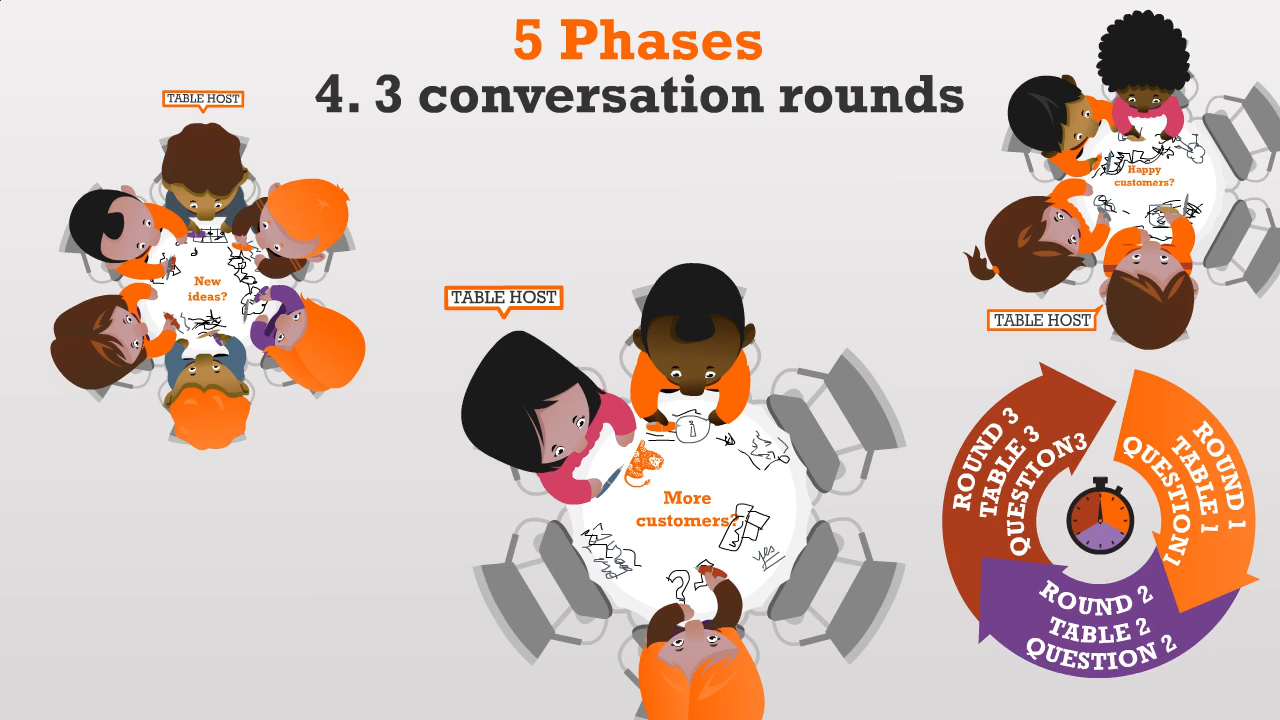 5 Phases
4. 3 conversation rounds
TABLE HOST
New
ideas?
TABLE HOST
More
customers?
yes
?
Happy
customers?
TABLE HOST
ROUND 1
TABLE 1
QUESTION1
ROUND 2
TABLE 2
QUESTION 2
ROUND 3
TABLE 3
QUESTION3